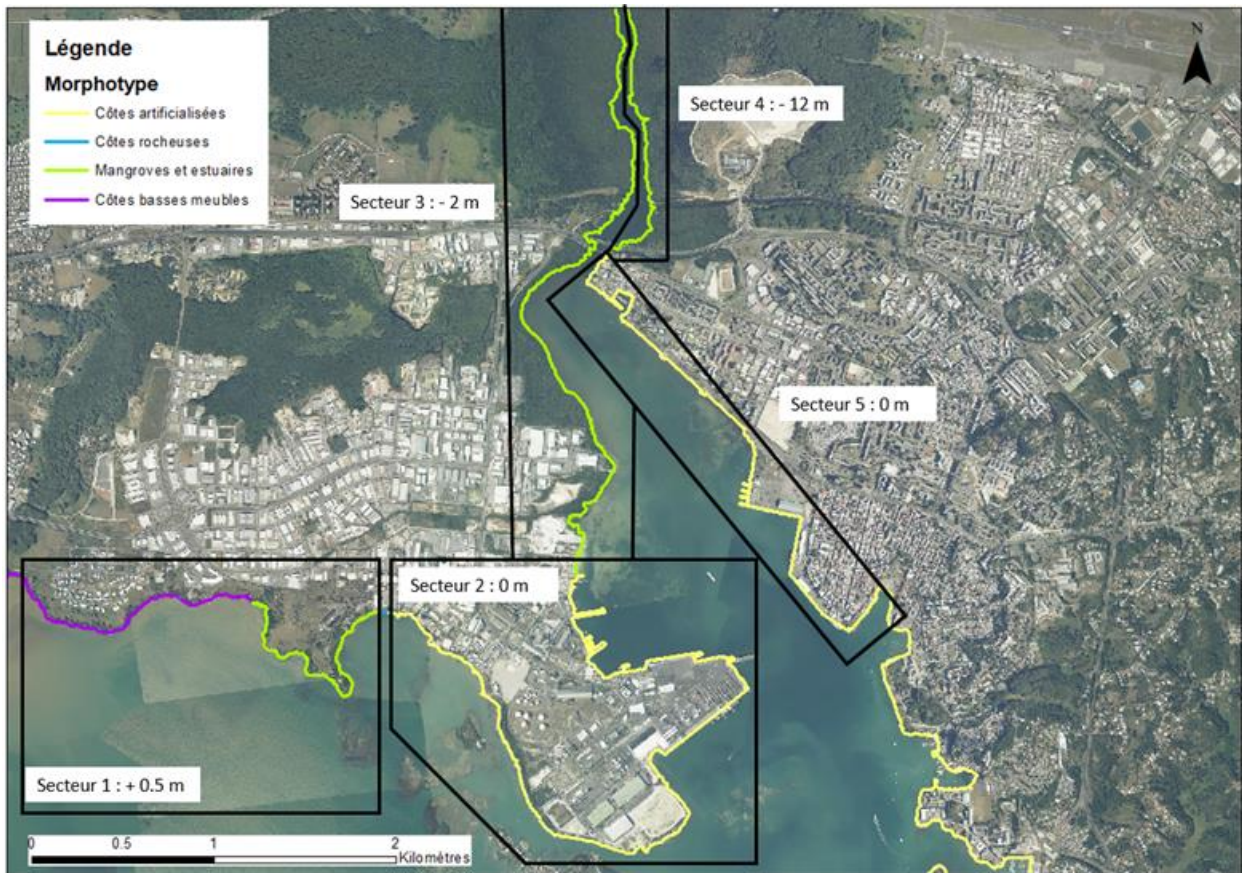 Légende
Morphotype
Côtes artificialisées
Côtes rocheuses
Mangroves et estuaires
Côtes basses meubles
N
Secteur 4 : - 12 m
Secteur 3 : - 2 m
Secteur 5 : 0 m
Secteur 2 : 0 m
Secteur 1 : + 0.5 m
0 0.5 1 2
Kilomètres